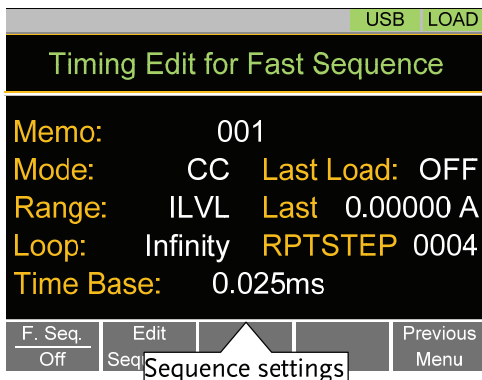 USB LOAD
Timing Edit for Fast Sequence
Memo: 001
Mode: CC Last Load: OFF
Range: ILVL Last 0.00000 A
Loop: Infinity RPTSTEP 0004
Time Base: 0.025ms
F. Seq. Edit Previous
Off Menu
Sequence settings